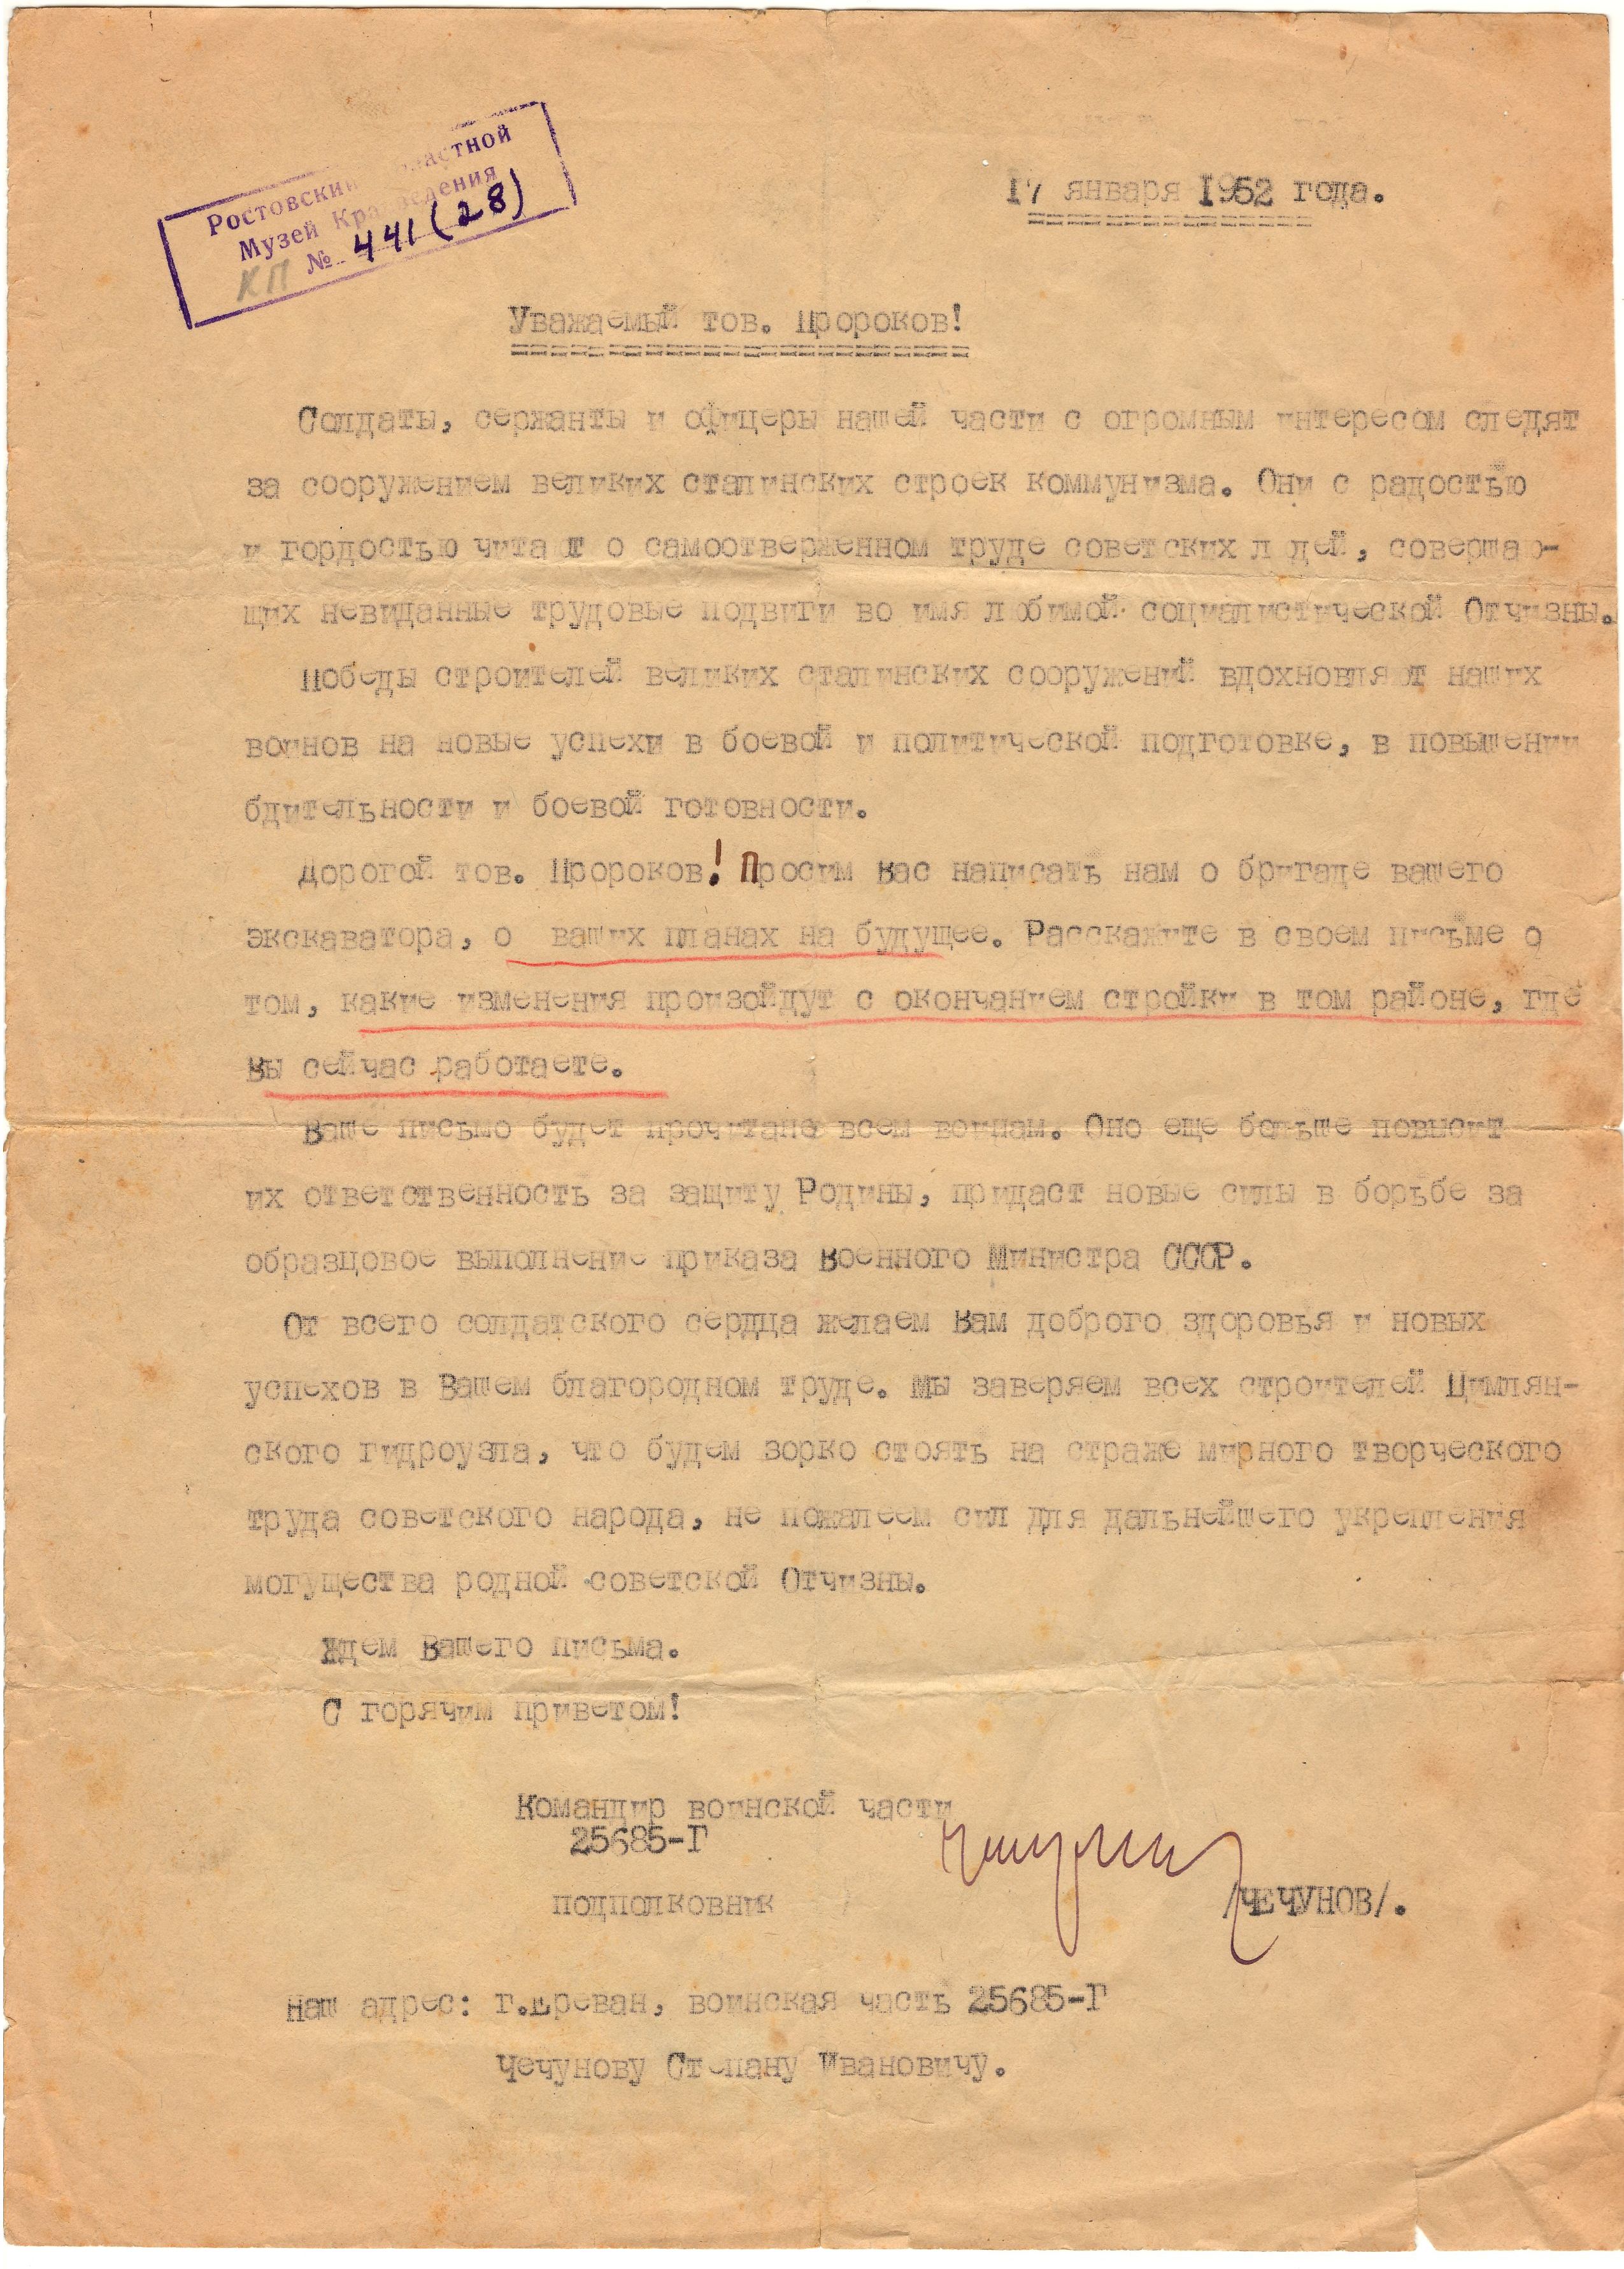 Ростовский Областной
Музей Краеведения
№ 441 (28)
КП
17 января 1952 года.
Уважаемый тов. Пророков!
Солдаты, сержанты и офицеры нашей части с огромным интересом следят
за сооружением великих сталинских строек коммунизма. Они с радостью
и гордостью читают о самоотверженном труде советских людей, совершаю-
щих невиданные трудовые подвиги во имя любимой социалистической Отчизны.
Победы строителей великих сталинских сооружений вдохновляют наших
воинов на новые успехи в боевой и политической подготовке, в повышении
бдительности и боевой готовности.
Дорогой тов. Пророков! Просим Вас написать нам о бригаде вашего
экскаватора, о ваших планах на будущее. Расскажите в своем письме о
том, какие изменения произойдут с окончанием стройки в том районе, где
Вы сейчас работаете.
Ваше письмо будет прочитано всем воинам. Оно еще больше повысит
их ответственность за защиту Родины, придаст новые силы в борьбе за
образцовое выполнение приказа Военного Министра СССР.
От всего солдатского сердца желаем Вам доброго здоровья и новых
успехов в Вашем благородном труде. Мы заверяем всех строителей Цимлян-
ского гидроузла, что будем зорко стоять на страже мирного творческого
труда советского народа, не пожалеем сил для дальнейшего укрепления
могущества родной советской Отчизны.
Ждем Вашего письма.
С горячим приветом!
Командир воинской части
25685-Г
подполковник
/ЧЕЧУНОВ/.
Наш адрес: г.Ереван, воинская часть 25685-Г
Чечунову Степану Ивановичу.